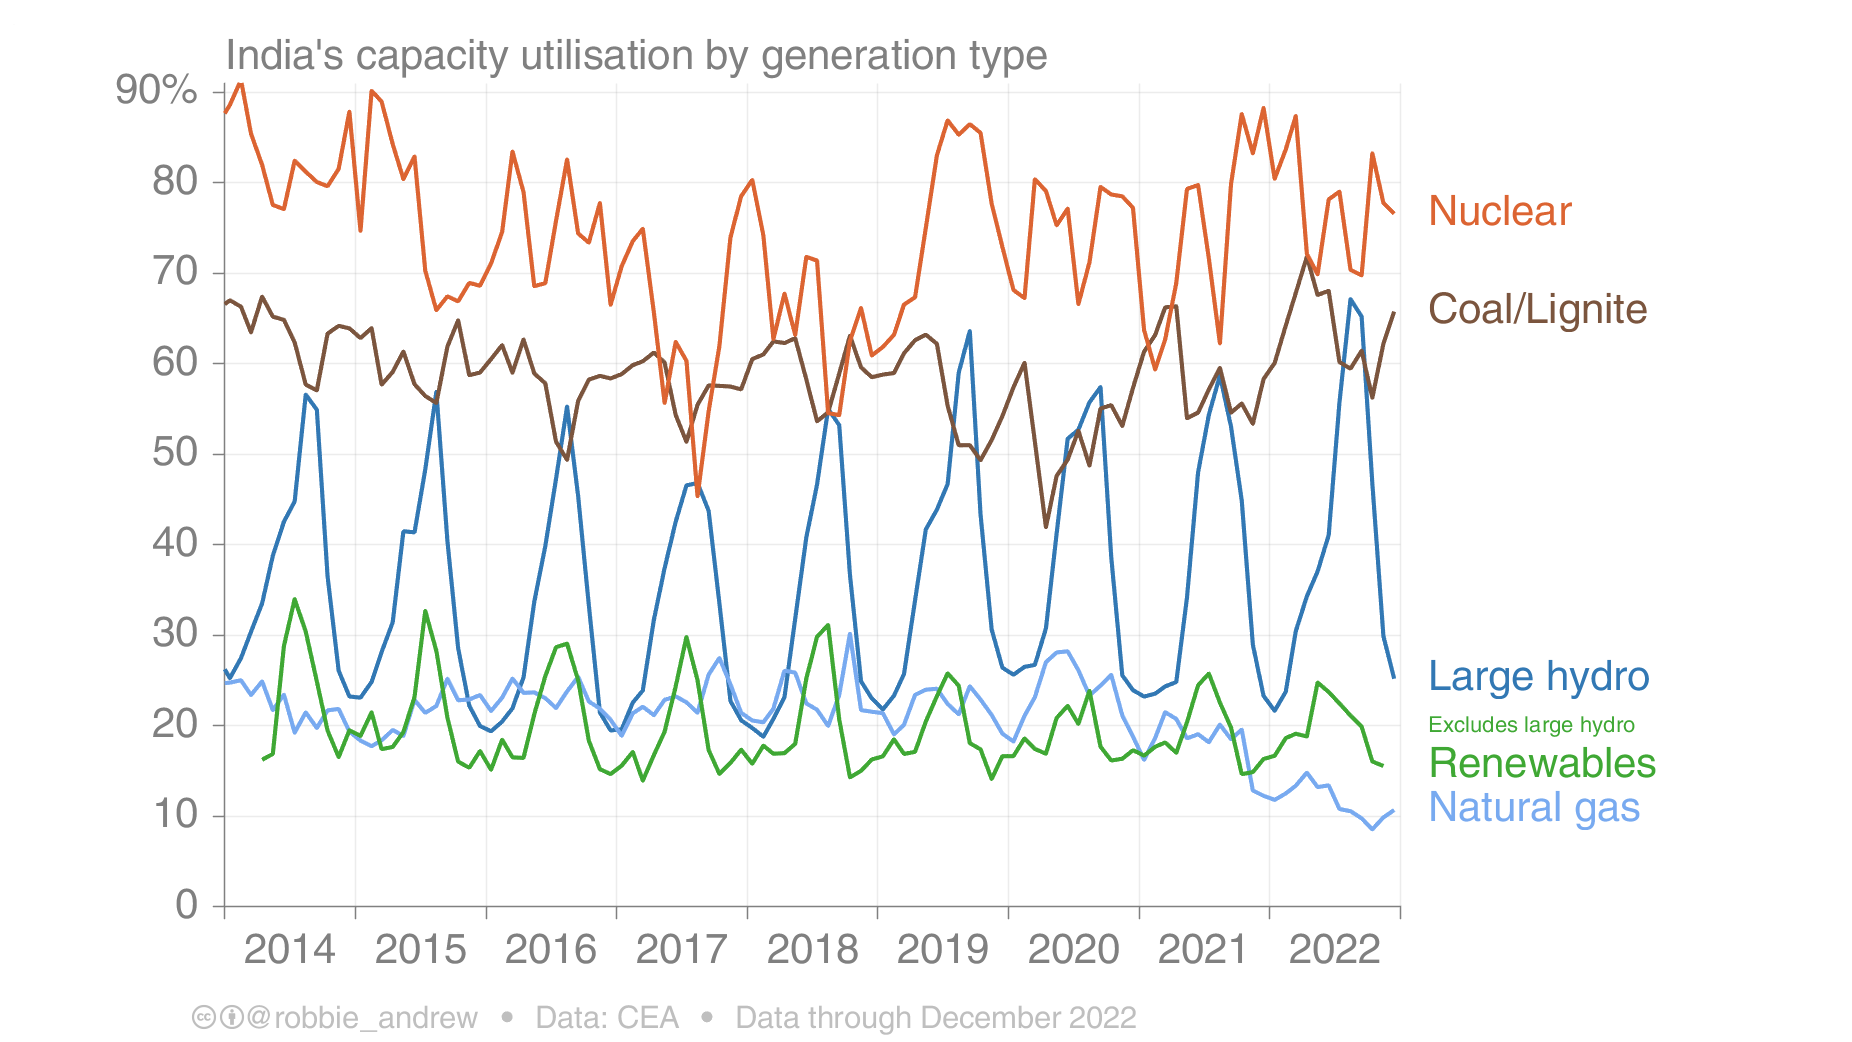 India's capacity utilisation by generation type
90%
80
70
60
50
40
30
20
10
0
Nuclear
Coal/Lignite
Large hydro
Excludes large hydro
Renewables
Natural gas
2014 2015 2016 2017 2018 2019 2020 2021 2022
@robbie_andrew • Data: CEA • Data through December 2022